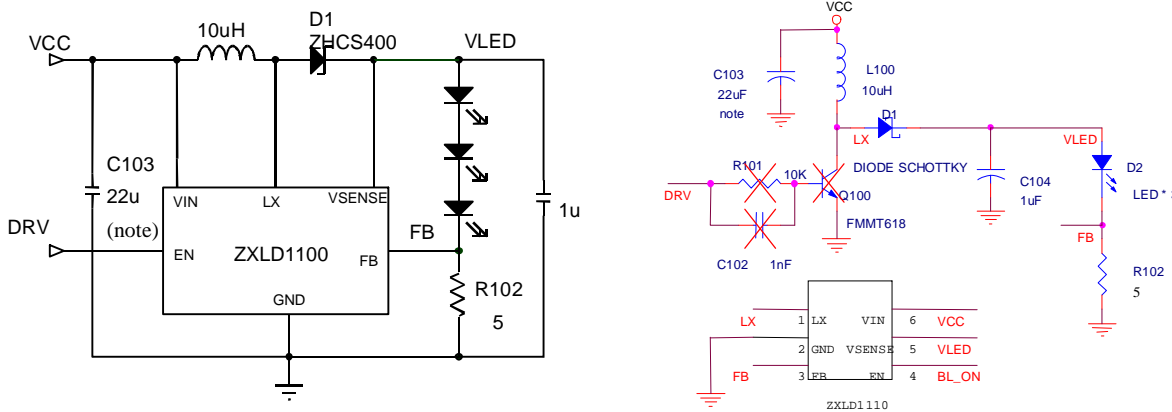 10uH
D1
ZHCS400
VCC
VLED
C103
22u
(note)
DRV
VIN
LX
VSENSE
EN
ZXLD1100
FB
FB
GND
R102
5
1u
VCC
C103
22uF
note
L100
10uH
D1
LX
VLED
DIODE SCHOTTKY
D2
LED *
R101
10K
DRV
Q100
FMMT618
C104
1uF
C102
1nF
FB
R102
5
LX
1
LX
VIN
6
VCC
2
GND
VSENSE
5
VLED
FB
3
FB
EN
4
BL_ON
ZXLD1110